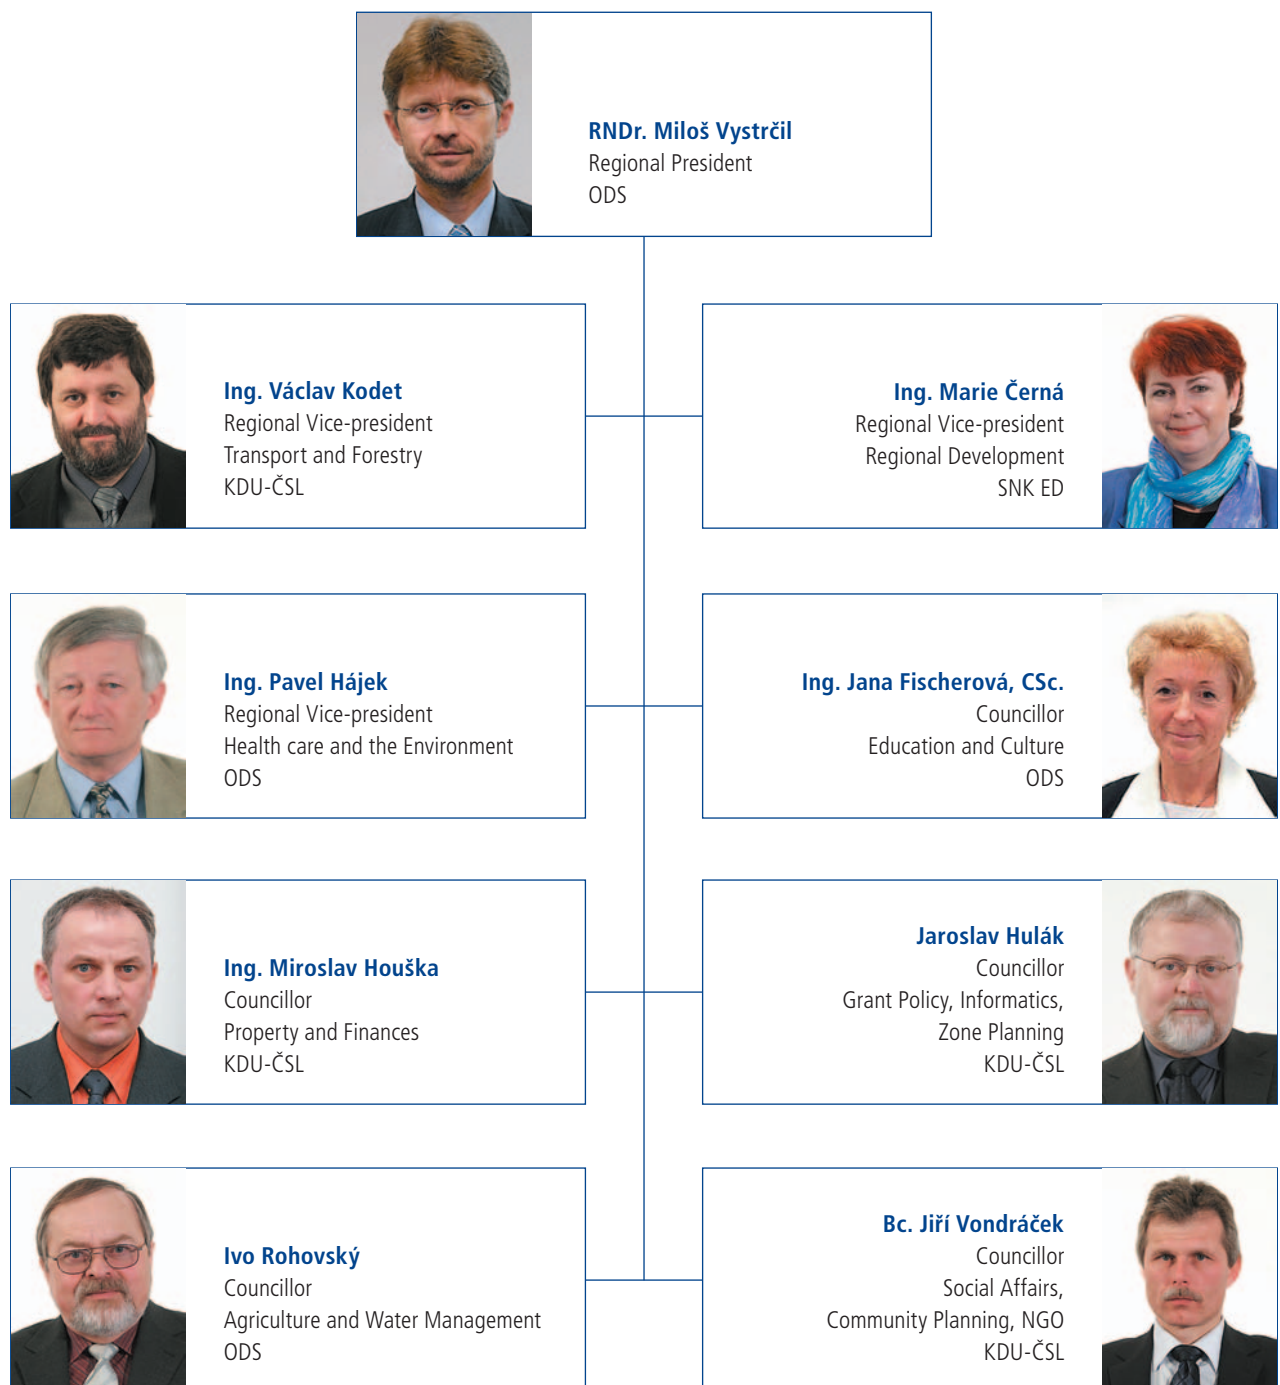 RNDr. Miloš Vystrčil
Regional President
ODS
Ing. Václav Kodet
Regional Vice-president
Transport and Forestry
KDU-ČSL
Ing. Marie Černá
Regional Vice-president
Regional Development
SNK ED
Ing. Pavel Hájek
Regional Vice-president
Health care and the Environment
ODS
Ing. Jana Fischerová, CSc.
Councillor
Education and Culture
ODS
Ing. Miroslav Houška
Councillor
Property and Finances
KDU-ČSL
Jaroslav Hulák
Councillor
Grant Policy, Informatics,
Zone Planning
KDU-ČSL
Ivo Rohovský
Councillor
Agriculture and Water Management
ODS
Bc. Jiří Vondráček
Councillor
Social Affairs,
Community Planning, NGO
KDU-ČSL